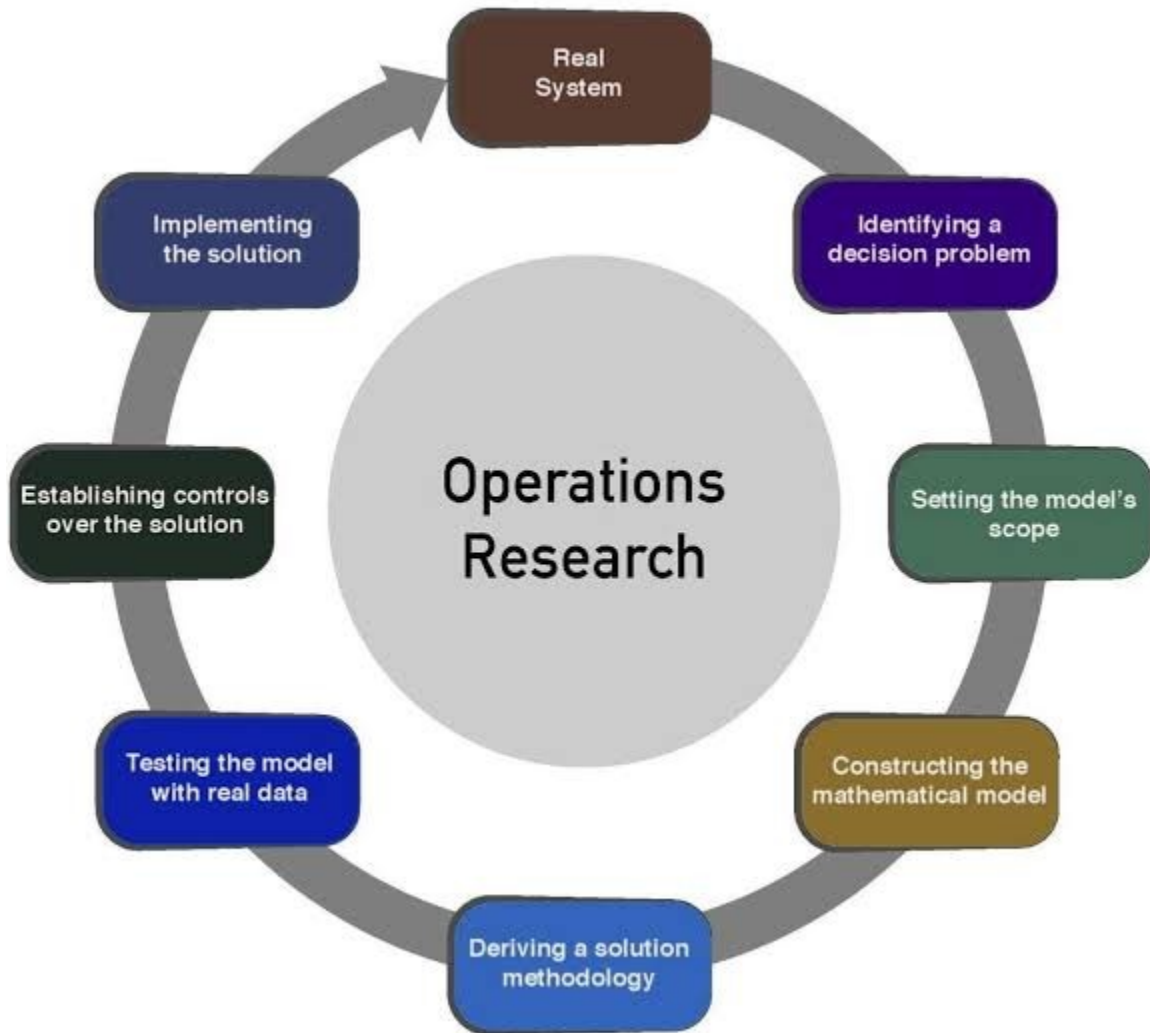 Real
System
Identifying a
decision problem
Setting the model’s
scope
Constructing the
mathematical model
Deriving a solution
methodology
Testing the model
with real data
Establishing controls
over the solution
Implementing
the solution
Operations
Research